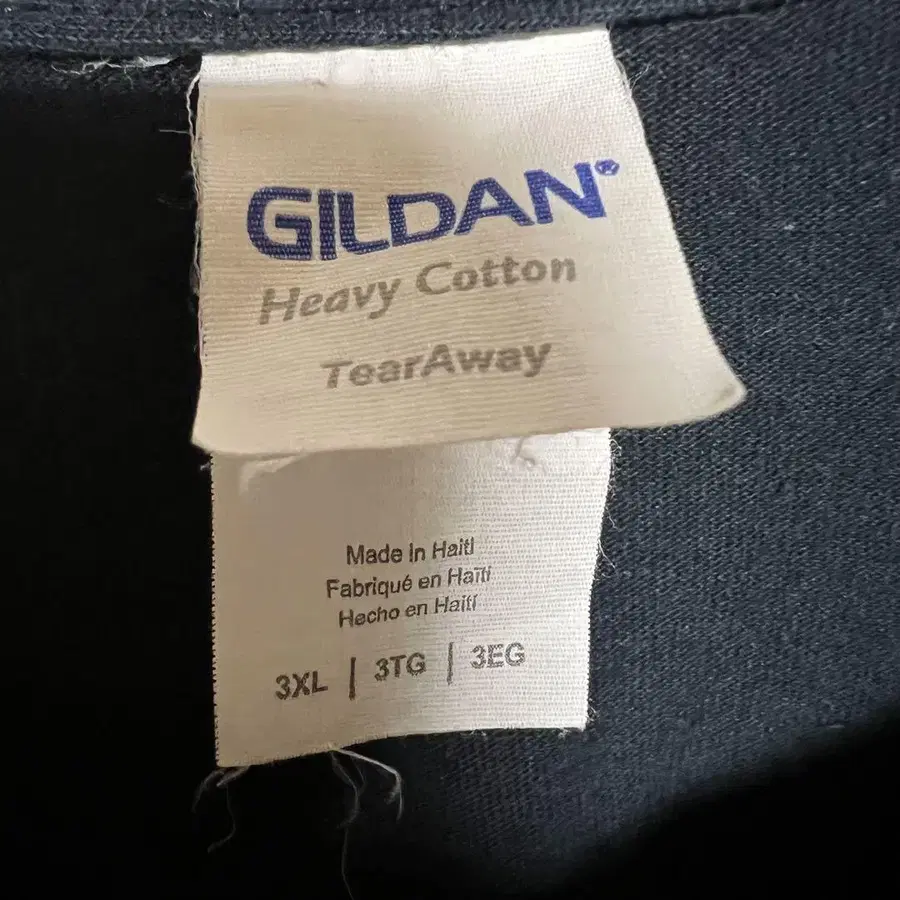 GILDAN®
Heavy Cotton
TearAway
Made in Haiti
Fabriqué en Haïti
Hecho en Haití
3XL | 3TG | 3EG